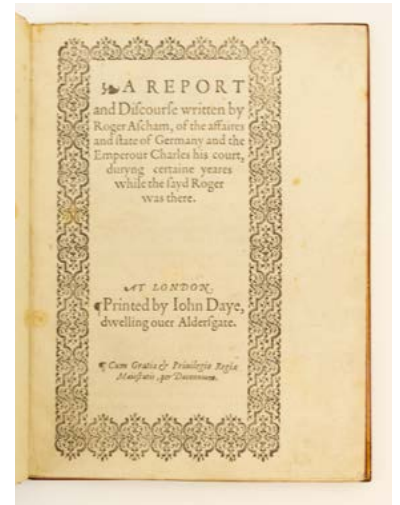 A REPORT
and Diſcourſe written by
Roger Aſcham, of the affaires
and ſtate of Germany and the
Emperour Charles his court,
duryng certaine yeares
while the ſayd Roger
was there.
AT LONDON.
¶Printed by Iohn Daye,
dwelling ouer Alderſgate.
¶ Cum Gratia & Priuilegio Regiæ
Maieſtatis, per Decennium.